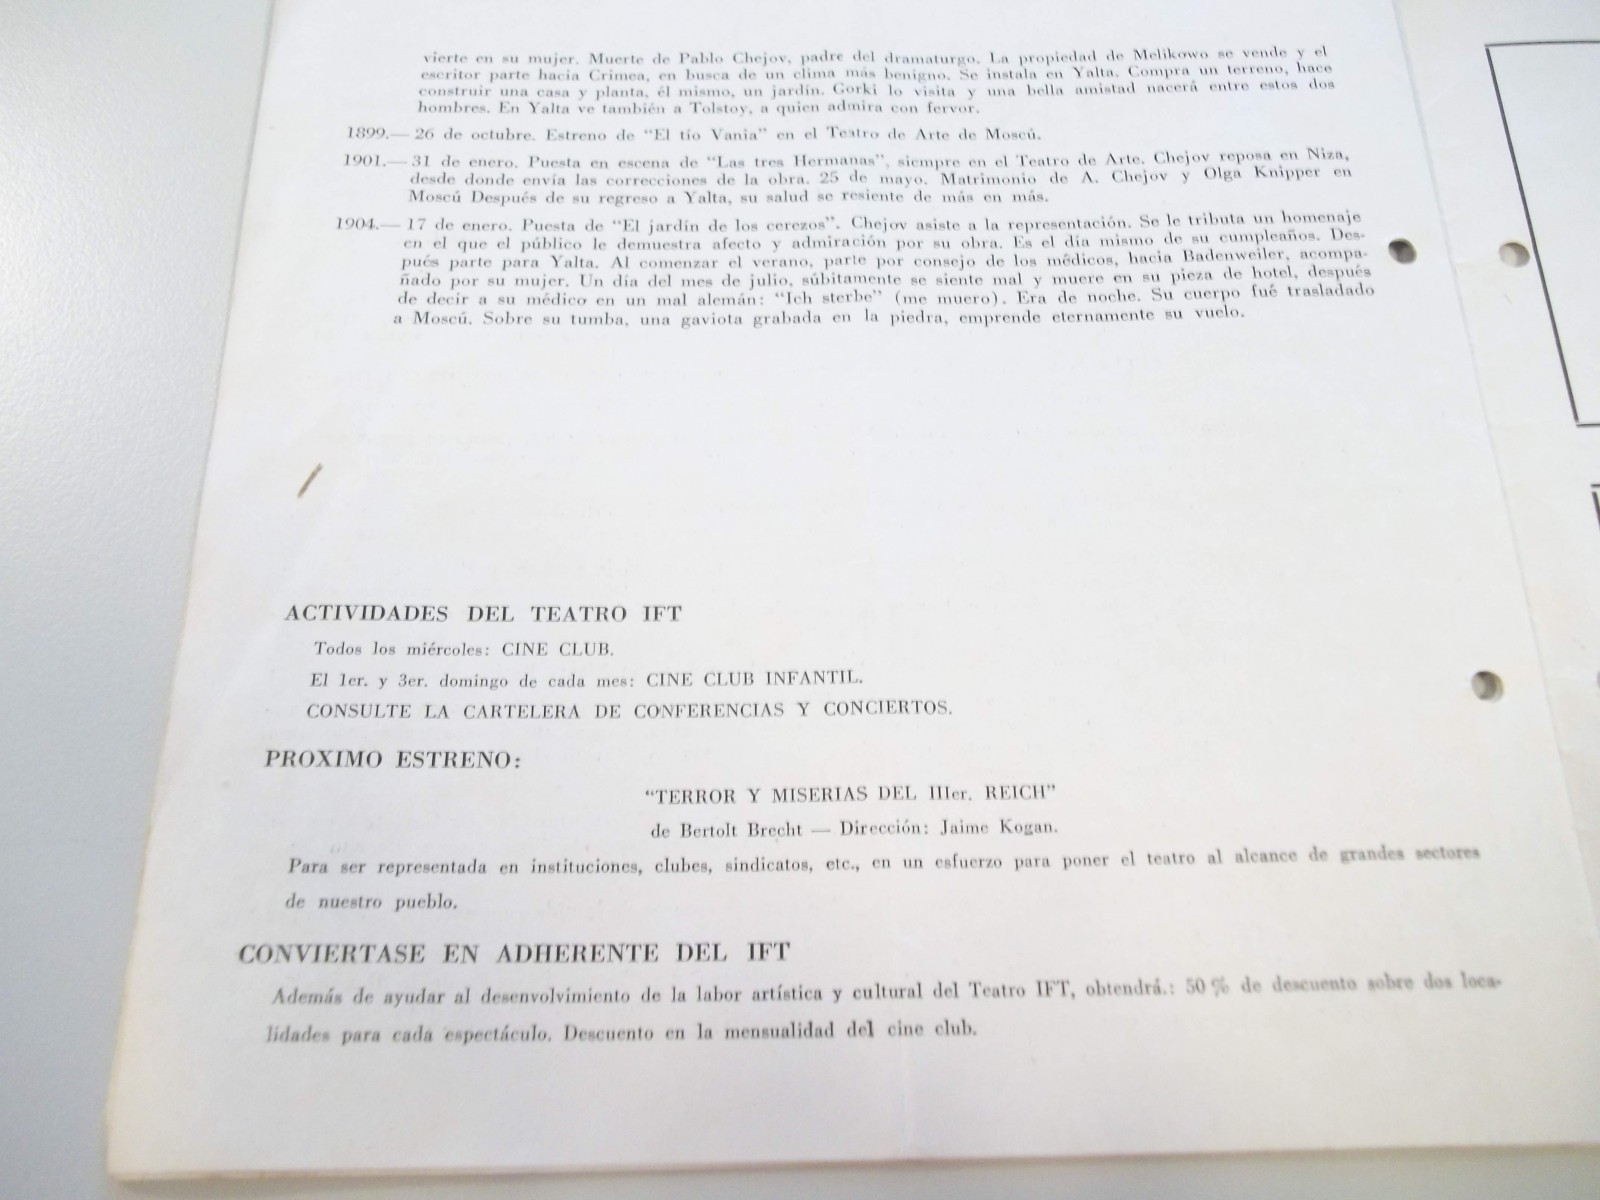 vierte en su mujer. Muerte de Pablo Chejov, padre del dramaturgo. La propiedad de Melikowo se vende y el
escritor parte hacia Crimea, en busca de un clima más benigno. Se instala en Yalta. Compra un terreno, hace
construir una casa y planta, él mismo, un jardín. Gorki lo visita y una bella amistad nacerá entre estos dos
hombres. En Yalta ve también a Tolstoy, a quien admira con fervor.
1899.— 26 de octubre. Estreno de "El tío Vania" en el Teatro de Arte de Moscú.
1901.— 31 de enero. Puesta en escena de "Las tres Hermanas", siempre en el Teatro de Arte. Chejov reposa en Niza,
desde donde envía las correcciones de la obra. 25 de mayo. Matrimonio de A. Chejov y Olga Knipper en
Moscú Después de su regreso a Yalta, su salud se resiente de más en más.
1904.— 17 de enero. Puesta de "El jardín de los cerezos". Chejov asiste a la representación. Se le tributa un homenaje
en el que el público le demuestra afecto y admiración por su obra. Es el día mismo de su cumpleaños. Des-
pués parte para Yalta. Al comenzar el verano, parte por consejo de los médicos, hacia Badenweiler, acompa-
ñado por su mujer. Un día del mes de julio, súbitamente se siente mal y muere en su pieza de hotel, después
de decir a su médico en un mal alemán: "Ich sterbe" (me muero). Era de noche. Su cuerpo fué trasladado
a Moscú. Sobre su tumba, una gaviota grabada en la piedra, emprende eternamente su vuelo.
ACTIVIDADES DEL TEATRO IFT
Todos los miércoles: CINE CLUB.
El 1er. y 3er. domingo de cada mes: CINE CLUB INFANTIL.
CONSULTE LA CARTELERA DE CONFERENCIAS Y CONCIERTOS.
PROXIMO ESTRENO:
"TERROR Y MISERIAS DEL IIIer. REICH"
de Bertolt Brecht — Dirección: Jaime Kogan.
Para ser representada en instituciones, clubes, sindicatos, etc., en un esfuerzo para poner el teatro al alcance de grandes sectores
de nuestro pueblo.
CONVIERTASE EN ADHERENTE DEL IFT
Además de ayudar al desenvolvimiento de la labor artística y cultural del Teatro IFT, obtendrá.: 50 % de descuento sobre dos loca-
lidades para cada espectáculo. Descuento en la mensualidad del cine club.